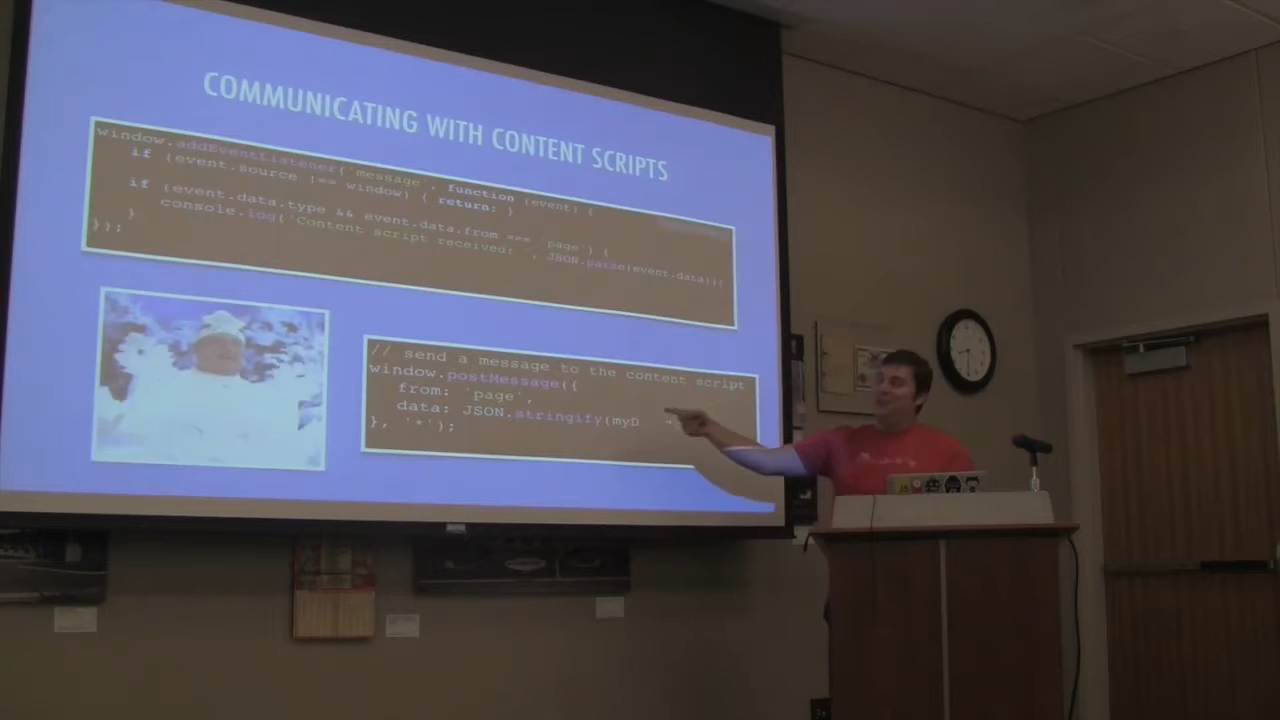 COMMUNICATING WITH CONTENT SCRIPTS
window.addEventListener('message', function (event) {
if (event.source !== window) { return; }
if (event.data.type && event.data.from === 'page') {
console.log('Content script received: ', JSON.parse(event.data));
}
});
// send a message to the content script
window.postMessage({
from: 'page',
data: JSON.stringify(myD
}, '*');
JS